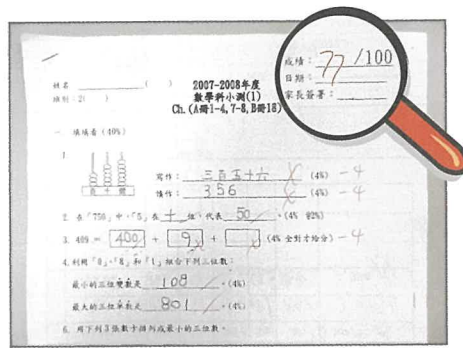 成績：77/100
日期：
家長簽署：
姓名 ( )
班別：2( )
2007-2008年度
數學科小測(1)
Ch. (A冊1-4,7-8,B冊18)
一 填填看 (40%)
1.
百 十 個
寫作： 三百五十六 (4%) -4
讀作： 356 (4%) -4
2. 在「750」中，「5」在 十 位，代表 50 。(4% @2%)
3. 409 = 400 + 9 + (4% 全對才給分) -4
4.利用「0」、「8」和「1」組合下列三位數：
最小的三位雙數是 108 。(4%)
最大的三位單數是 801 。(4%)
6. 用下列3張數卡排列成最小的三位數。